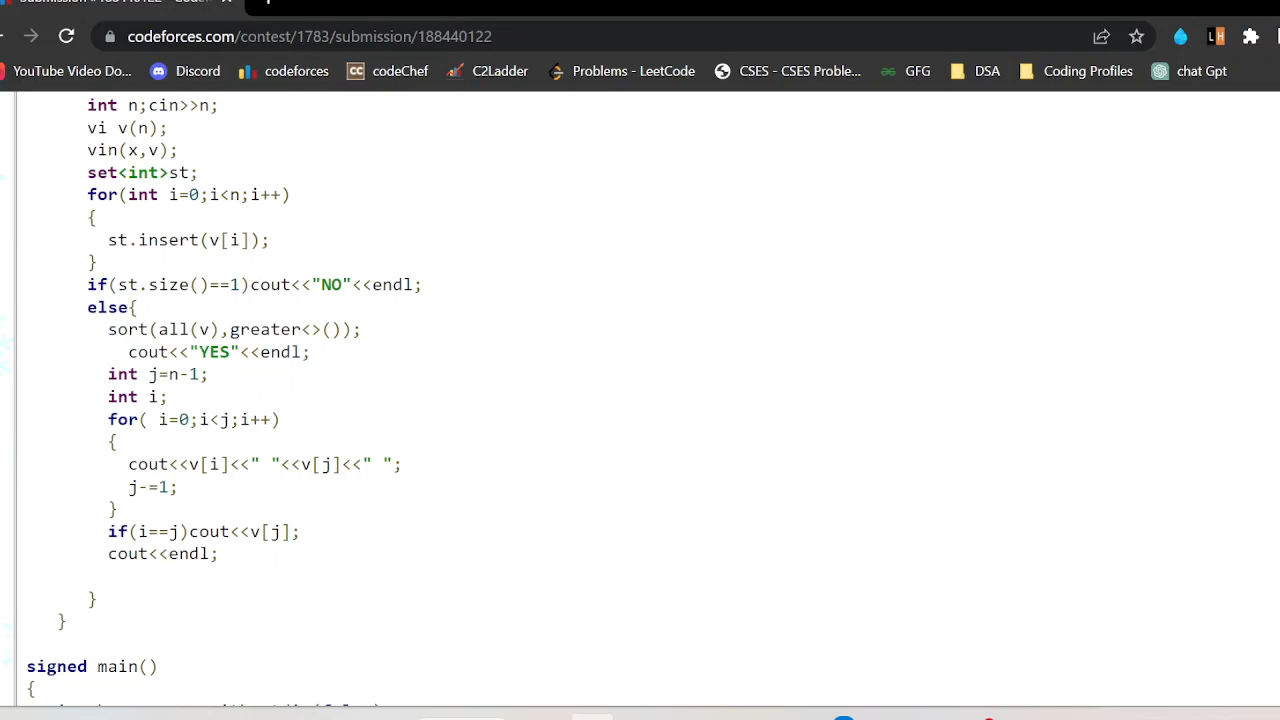 codeforces.com/contest/1783/submission/188440122
YouTube Video Do... Discord codeforces codeChef C2Ladder Problems - LeetCode CSES - CSES Proble... GFG DSA Coding Profiles chat Gpt
int n;cin>>n;
vi v(n);
vin(x,v);
set<int>st;
for(int i=0;i<n;i++)
{
st.insert(v[i]);
}
if(st.size()==1)cout<<"NO"<<endl;
else{
sort(all(v),greater<>());
cout<<"YES"<<endl;
int j=n-1;
int i;
for( i=0;i<j;i++)
{
cout<<v[i]<<" "<<v[j]<<" ";
j-=1;
}
if(i==j)cout<<v[j];
cout<<endl;
}
}
signed main()
{